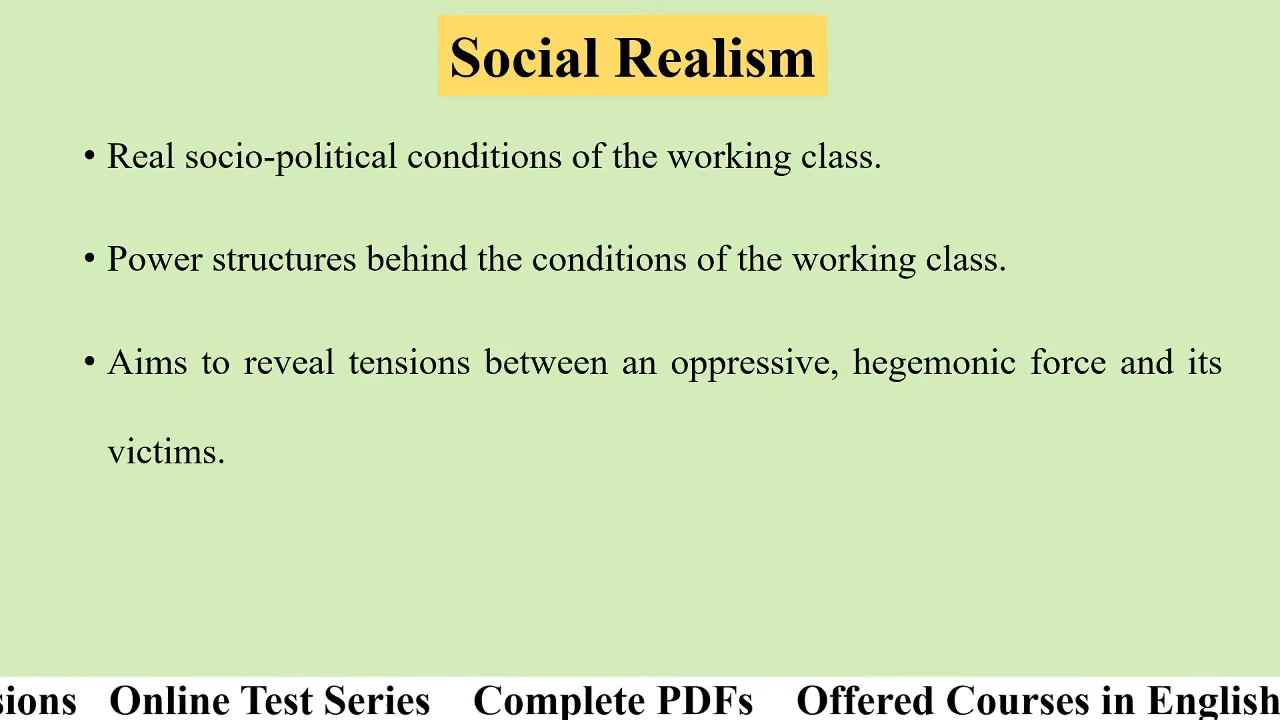 Social Realism
• Real socio-political conditions of the working class.
• Power structures behind the conditions of the working class.
• Aims to reveal tensions between an oppressive, hegemonic force and its
victims.
sions Online Test Series Complete PDFs Offered Courses in English